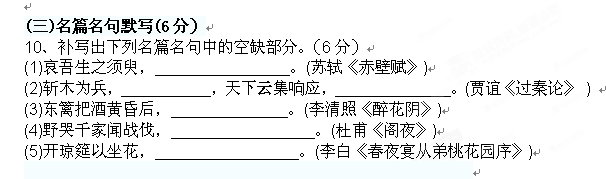 (三)名篇名句默写(6分)
10、补写出下列名篇名句中的空缺部分。(6分)
(1)哀吾生之须臾，________________。(苏轼《赤壁赋》)
(2)斩木为兵，___________，天下云集响应，______________。(贾谊《过秦论》 )
(3)东篱把酒黄昏后，______________。(李清照《醉花阴》)
(4)野哭千家闻战伐，_________________。(杜甫《阁夜》)
(5)开琼筵以坐花，_________________。(李白《春夜宴从弟桃花园序》)